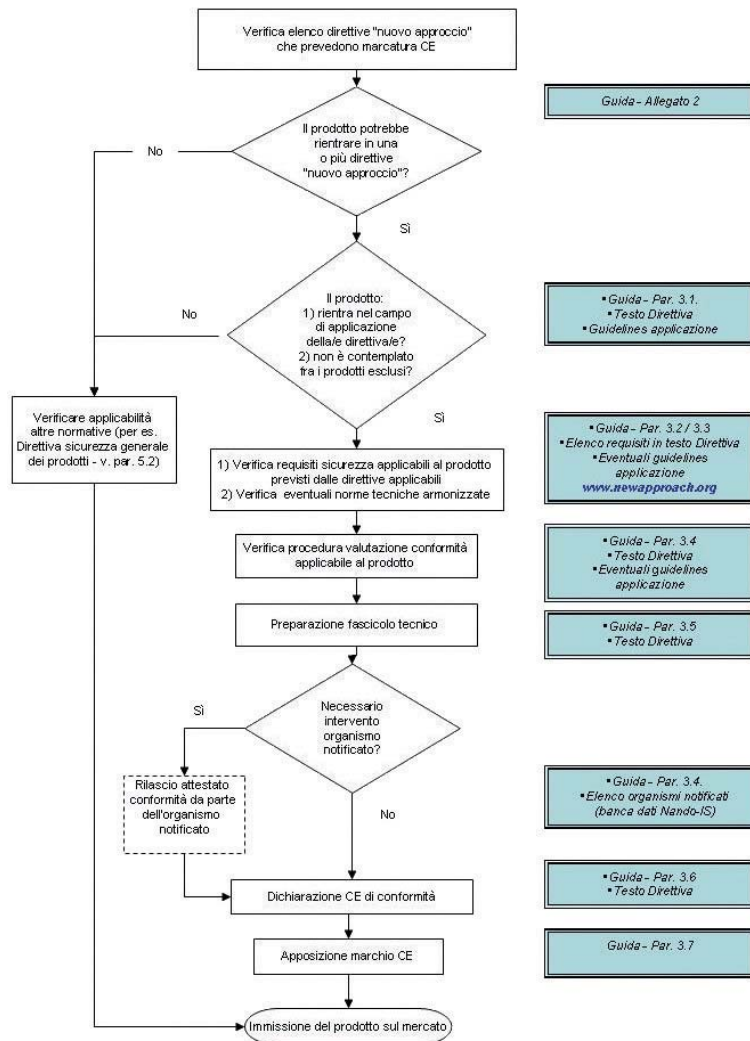 Verifica elenco direttive "nuovo approccio"
che prevedono marcatura CE
Guida - Allegato 2
Il prodotto potrebbe
rientrare in una
o più direttive
"nuovo approccio"?
No
Sì
Il prodotto:
1) rientra nel campo
di applicazione
della/e direttiva/e?
2) non è contemplato
fra i prodotti esclusi?
No
Sì
• Guida - Par. 3.1.
• Testo Direttiva
• Guidelines applicazione
Verificare applicabilità
altre normative (per es.
Direttiva sicurezza generale
dei prodotti - v. par. 5.2)
1) Verifica requisiti sicurezza applicabili al prodotto
previsti dalle direttive applicabili
2) Verifica eventuali norme tecniche armonizzate
• Guida - Par. 3.2 / 3.3
• Elenco requisiti in testo Direttiva
• Eventuali guidelines
applicazione
www.newapproach.org
Verifica procedura valutazione conformità
applicabile al prodotto
• Guida - Par. 3.4
• Testo Direttiva
• Eventuali guidelines
applicazione
Preparazione fascicolo tecnico
• Guida - Par. 3.5
• Testo Direttiva
Necessario
intervento
organismo
notificato?
Sì
No
Rilascio attestato
conformità da parte
dell'organismo
notificato
• Guida - Par. 3.4.
• Elenco organismi notificati
(banca dati Nando-IS)
Dichiarazione CE di conformità
• Guida - Par. 3.6
• Testo Direttiva
Apposizione marchio CE
Guida - Par. 3.7
Immissione del prodotto sul mercato